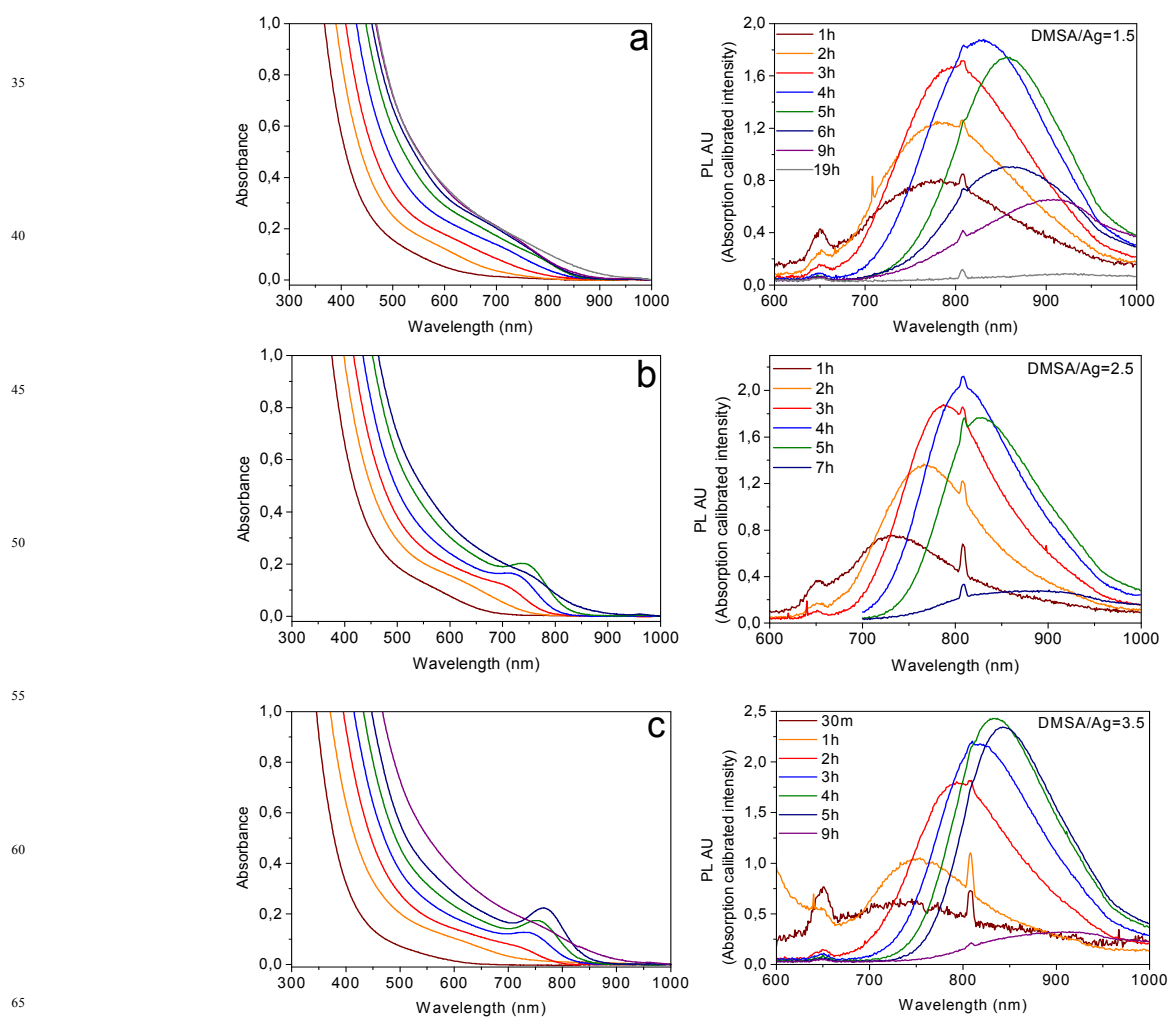 35
40
45
50
55
60
65
a
1,0
0,8
0,6
0,4
0,2
0,0
Absorbance
300 400 500 600 700 800 900 1000
Wavelength (nm)
DMSA/Ag=1.5
1h
2h
3h
4h
5h
6h
9h
19h
2,0
1,6
1,2
0,8
0,4
0,0
PL AU
(Absorption calibrated intensity)
600 700 800 900 1000
Wavelength (nm)
b
1,0
0,8
0,6
0,4
0,2
0,0
Absorbance
300 400 500 600 700 800 900 1000
Wavelength (nm)
DMSA/Ag=2.5
1h
2h
3h
4h
5h
7h
2,0
1,6
1,2
0,8
0,4
0,0
PL AU
(Absorption calibrated intensity)
600 700 800 900 1000
Wavelength (nm)
c
1,0
0,8
0,6
0,4
0,2
0,0
Absorbance
300 400 500 600 700 800 900 1000
Wavelength (nm)
DMSA/Ag=3.5
30m
1h
2h
3h
4h
5h
9h
2,5
2,0
1,5
1,0
0,5
0,0
PL AU
(Absorption calibrated intensity)
600 700 800 900 1000
Wavelength (nm)